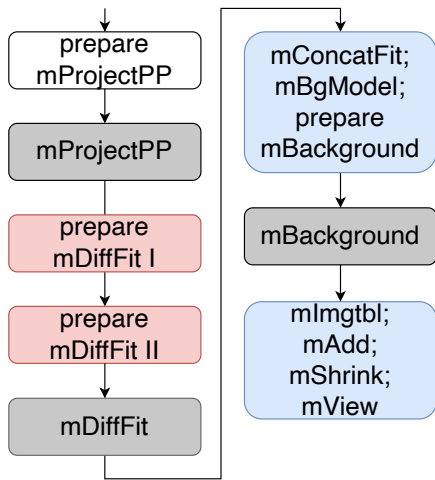 prepare
mProjectPP
mProjectPP
prepare
mDiffFit I
prepare
mDiffFit II
mDiffFit
mConcatFit;
mBgModel;
prepare
mBackground
mBackground
mImgtbl;
mAdd;
mShrink;
mView